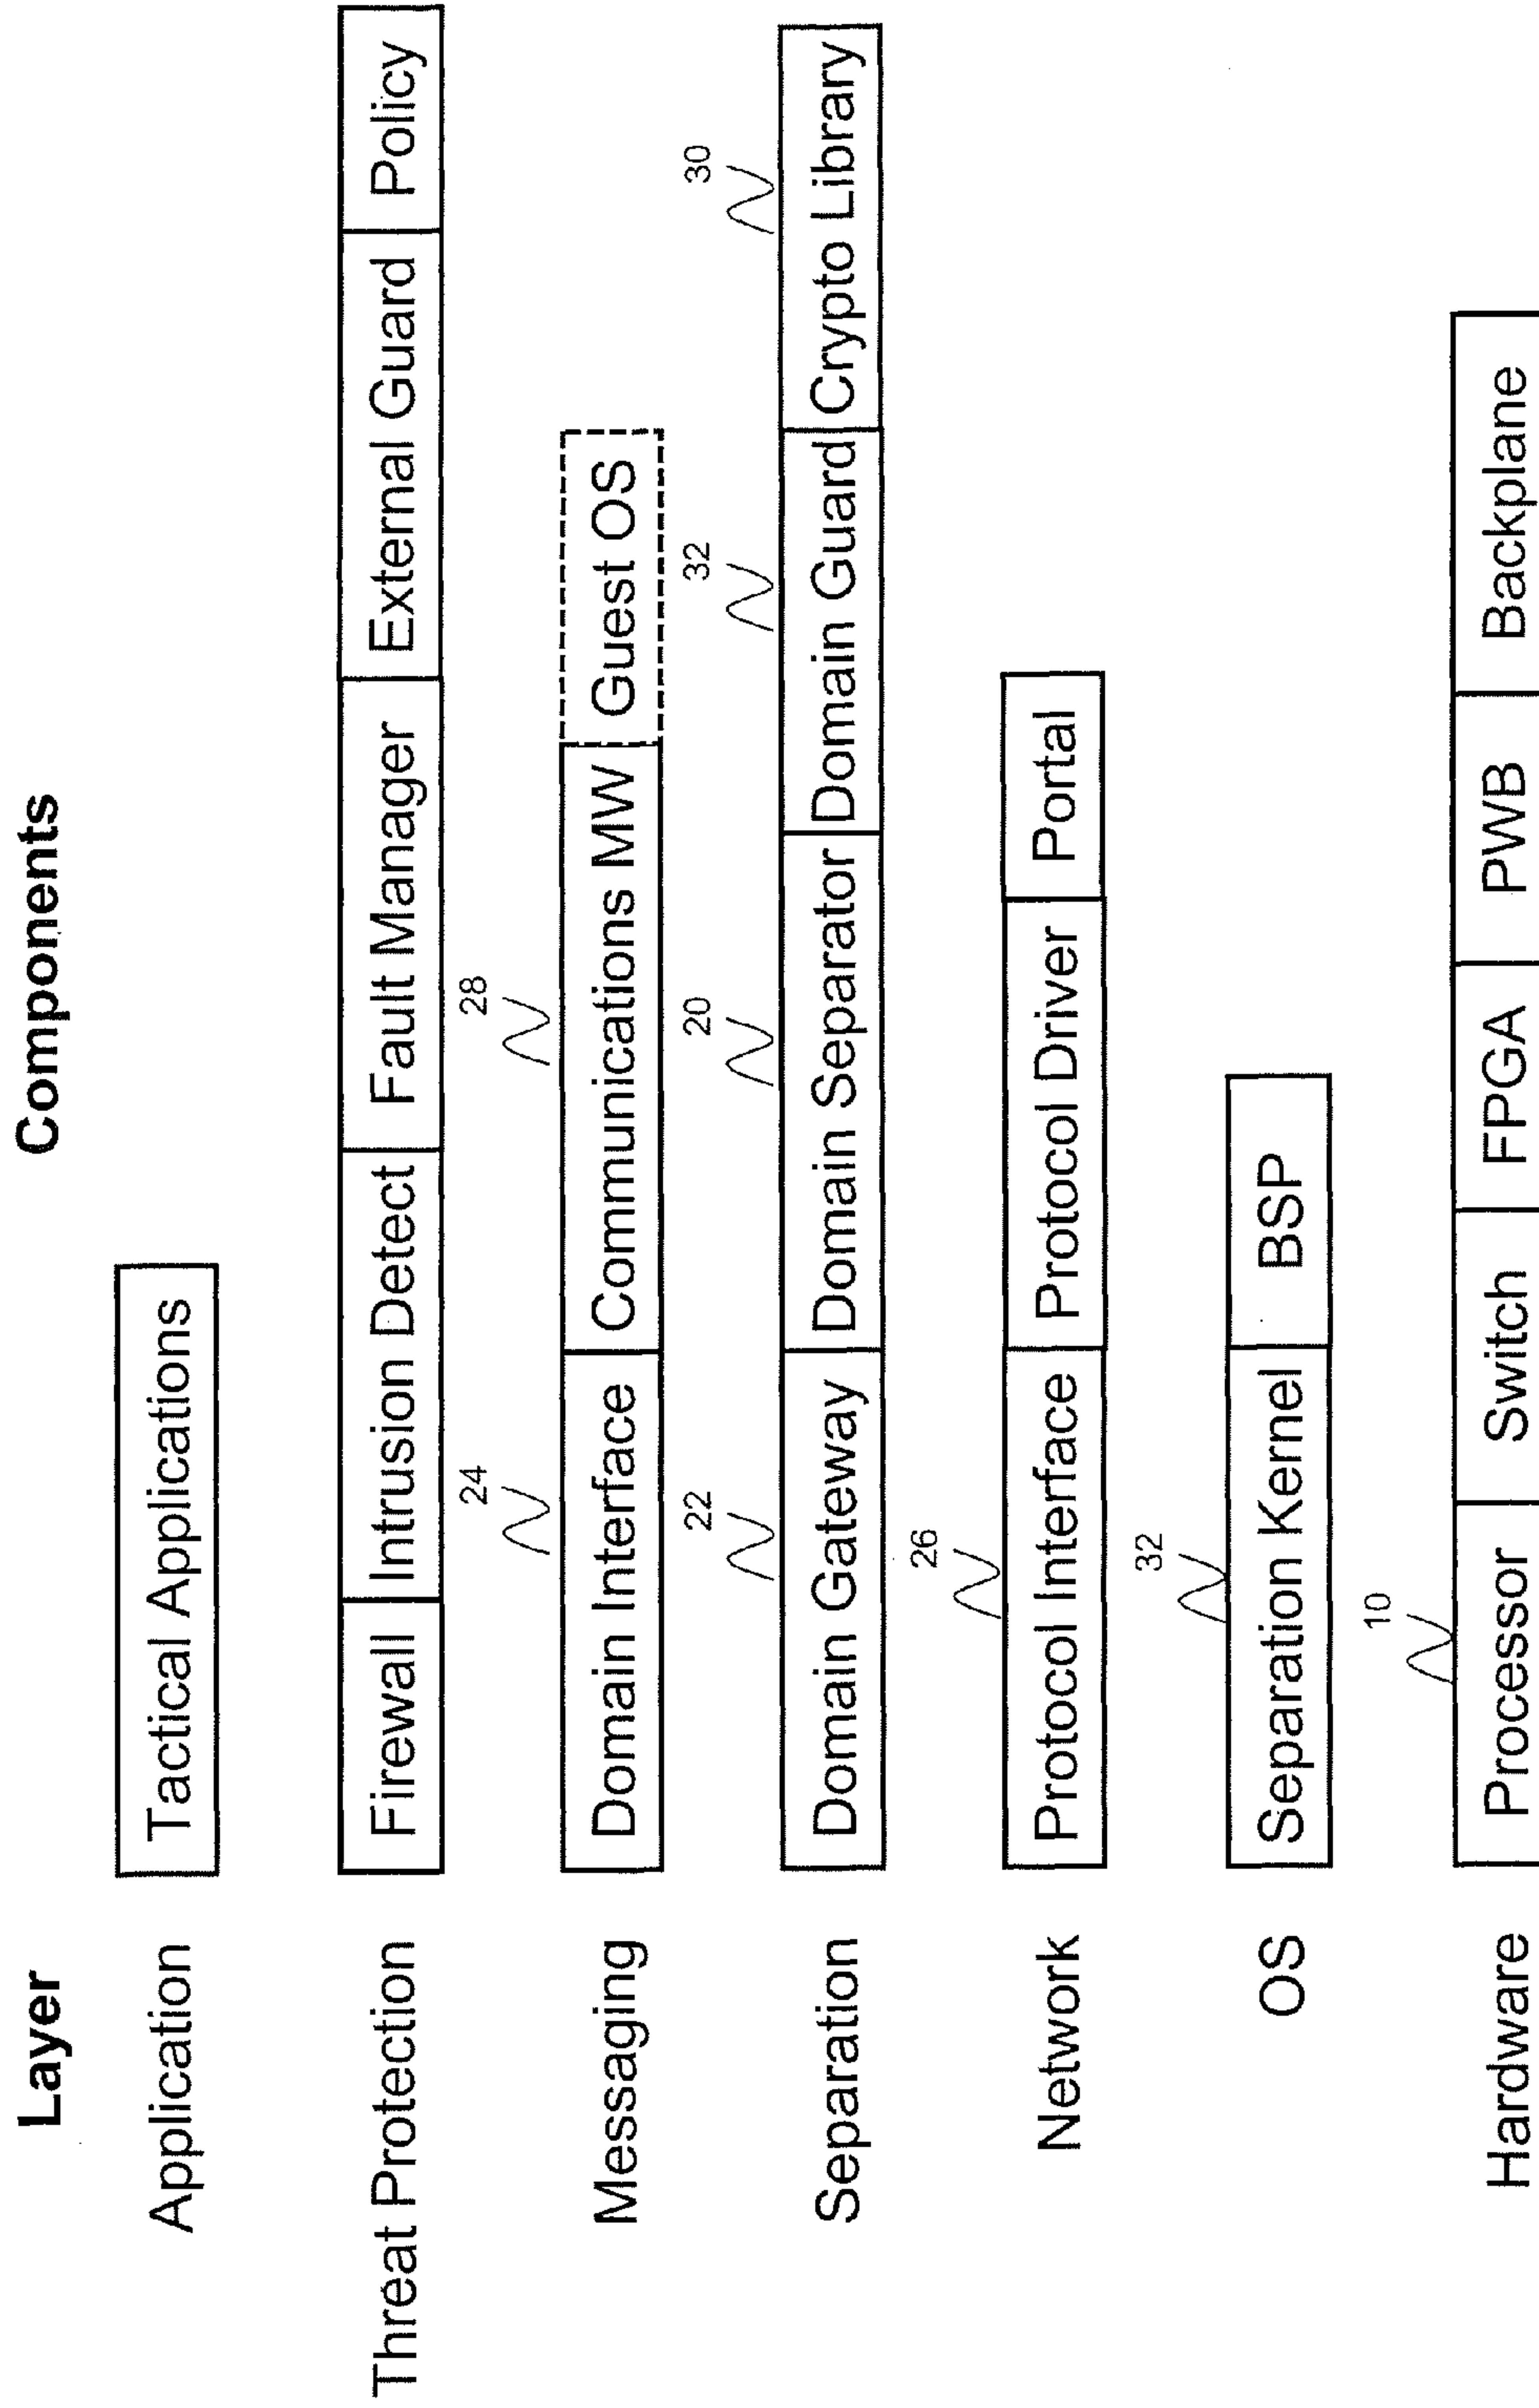 Layer Components
Application Tactical Applications
Threat Protection Firewall Intrusion Detect Fault Manager External Guard Policy
24 28
Messaging Domain Interface Communications MW Guest OS
22 20 32 30
Separation Domain Gateway Domain Separator Domain Guard Crypto Library
26
Network Protocol Interface Protocol Driver Portal
32
OS Separation Kernel BSP
10
Hardware Processor Switch FPGA PWB Backplane